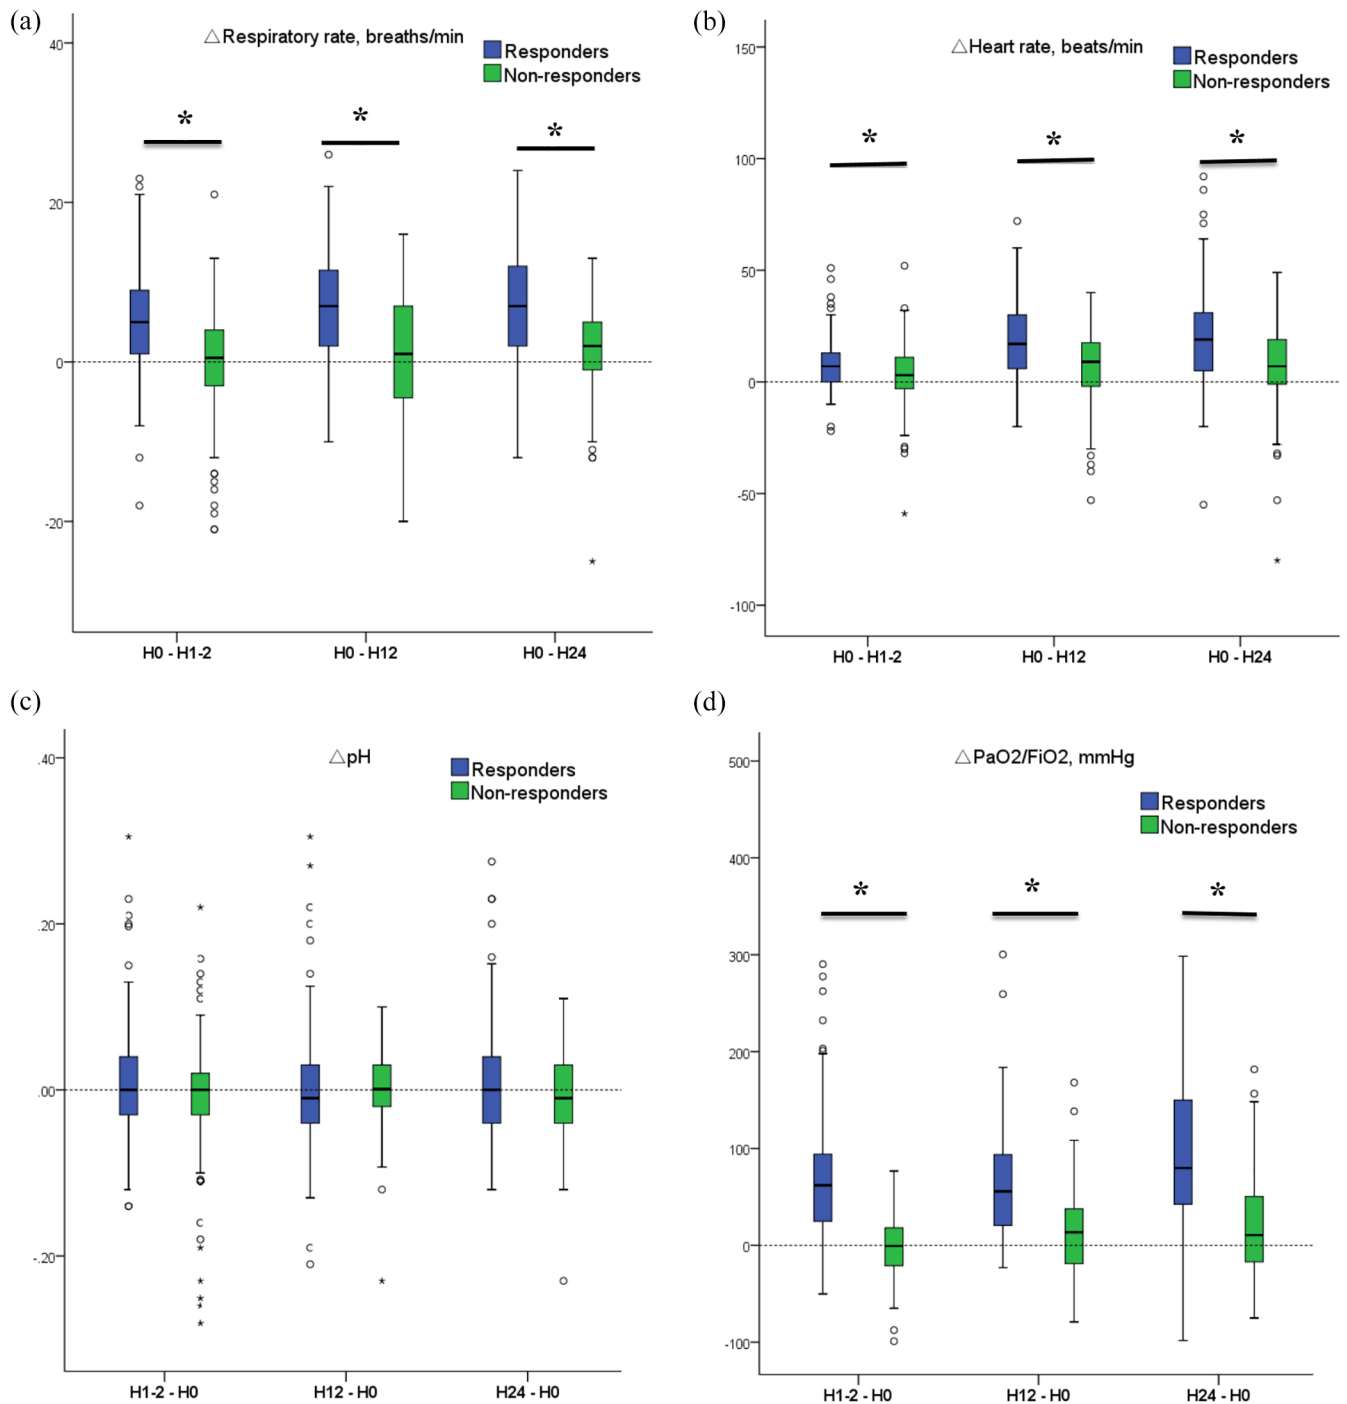 (a)
△Respiratory rate, breaths/min
Responders
Non-responders
40
20
0
-20
*
*
*
H0 - H1-2
H0 - H12
H0 - H24
(b)
△Heart rate, beats/min
Responders
Non-responders
150
100
50
0
-50
-100
*
*
*
H0 - H1-2
H0 - H12
H0 - H24
(c)
△pH
Responders
Non-responders
.40
.20
.00
-.20
H1-2 - H0
H12 - H0
H24 - H0
(d)
△PaO2/FiO2, mmHg
Responders
Non-responders
500
400
300
200
100
0
-100
*
*
*
H1-2 - H0
H12 - H0
H24 - H0